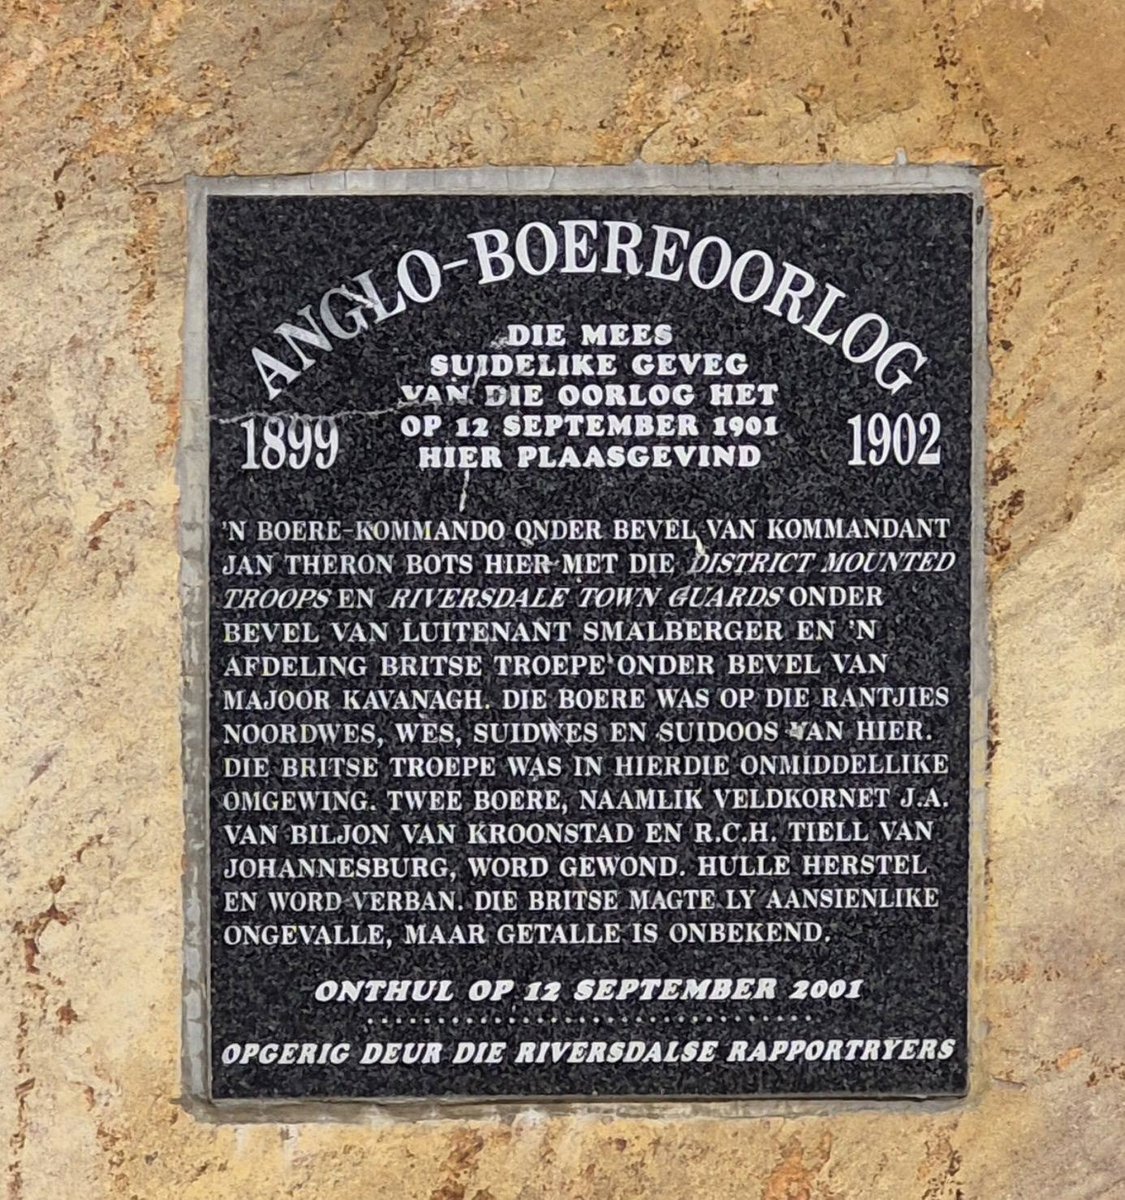 ANGLO-BOEREOORLOG
DIE MEES
SUIDELIKE GEVEG
VAN DIE OORLOG HET
OP 12 SEPTEMBER 1901
1899 HIER PLAASGEVIND 1902
'N BOERE-KOMMANDO ONDER BEVEL VAN KOMMANDANT
JAN THERON BOTS HIER MET DIE DISTRICT MOUNTED
TROOPS EN RIVERSDALE TOWN GUARDS ONDER
BEVEL VAN LUITENANT SMALBERGER EN 'N
AFDELING BRITSE TROEPE ONDER BEVEL VAN
MAJOOR KAVANAGH. DIE BOERE WAS OP DIE RANTJIES
NOORDWES, WES, SUIDWES EN SUIDOOS VAN HIER.
DIE BRITSE TROEPE WAS IN HIERDIE ONMIDDELLIKE
OMGEWING. TWEE BOERE, NAAMLIK VELDKORNET J.A.
VAN BILJON VAN KROONSTAD EN R.C.H. TIELL VAN
JOHANNESBURG, WORD GEWOND. HULLE HERSTEL
EN WORD VERBAN. DIE BRITSE MAGTE LY AANSIENLIKE
ONGEVALLE, MAAR GETALLE IS ONBEKEND.
ONTHUL OP 12 SEPTEMBER 2001
OPGERIG DEUR DIE RIVERSDALSE RAPPORTRYERS